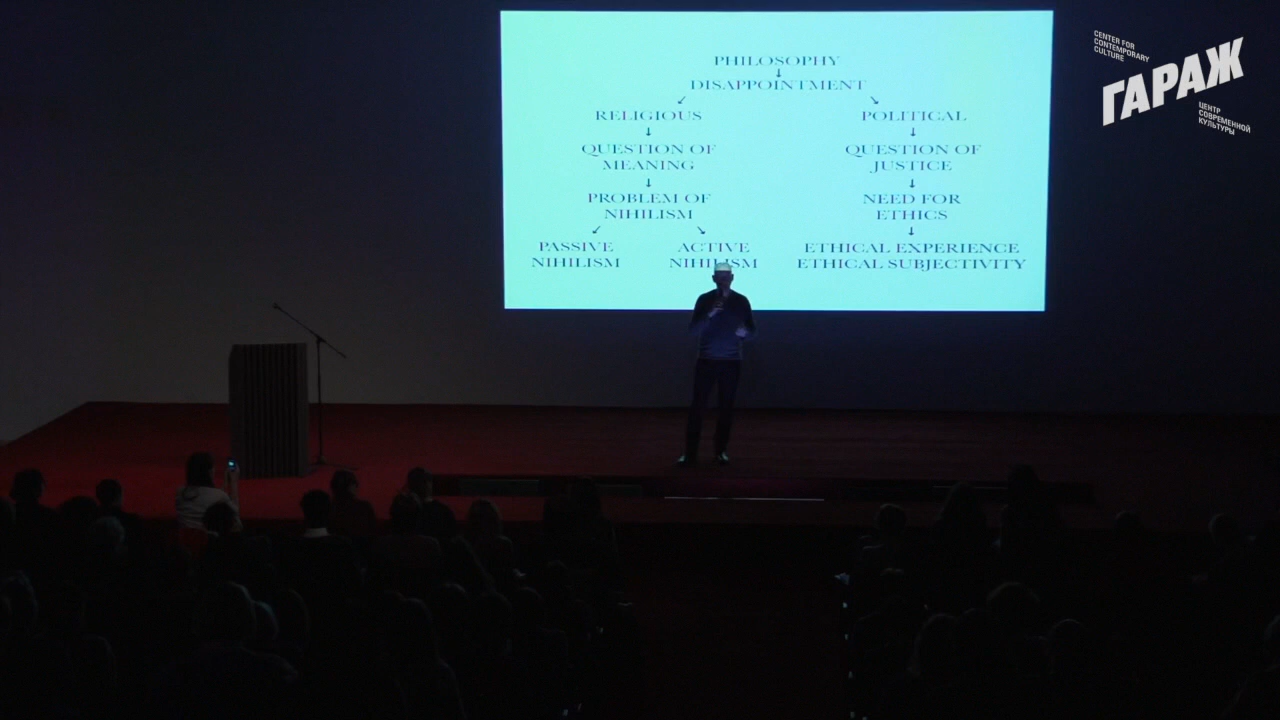 PHILOSOPHY
↓
DISAPPOINTMENT
↙ ↘
RELIGIOUS POLITICAL
↓ ↓
QUESTION OF MEANING QUESTION OF JUSTICE
↓ ↓
PROBLEM OF NIHILISM NEED FOR ETHICS
↙ ↘ ↓
PASSIVE NIHILISM ACTIVE NIHILISM ETHICAL EXPERIENCE
ETHICAL SUBJECTIVITY
CENTER FOR
CONTEMPORARY
CULTURE
ГАРАЖ
ЦЕНТР
СОВРЕМЕННОЙ
КУЛЬТУРЫ